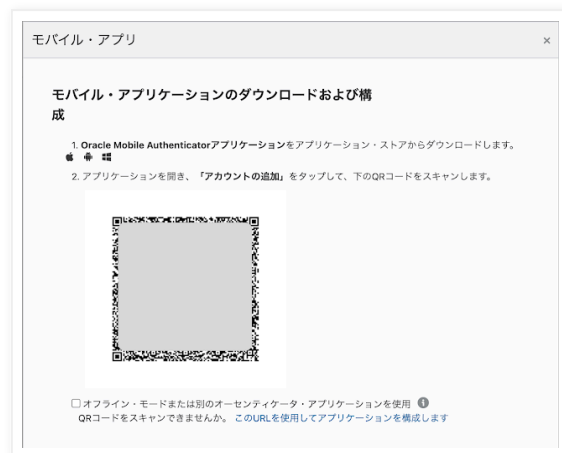 モバイル・アプリ
×
モバイル・アプリケーションのダウンロードおよび構
成
1. Oracle Mobile Authenticatorアプリケーションをアプリケーション・ストアからダウンロードします。
2. アプリケーションを開き、「アカウントの追加」をタップして、下のQRコードをスキャンします。
オフライン・モードまたは別のオーセンティケータ・アプリケーションを使用
QRコードをスキャンできませんか。 このURLを使用してアプリケーションを構成します